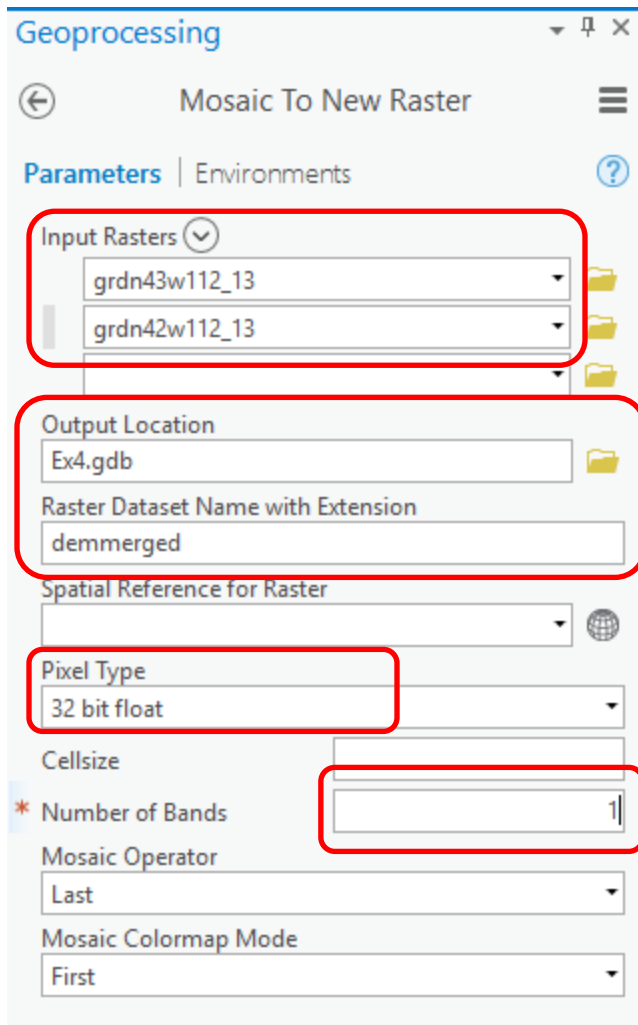 Geoprocessing
Mosaic To New Raster
Parameters | Environments
?
Input Rasters
grdn43w112_13
grdn42w112_13
Output Location
Ex4.gdb
Raster Dataset Name with Extension
demmerged
Spatial Reference for Raster
Pixel Type
32 bit float
Cellsize
* Number of Bands 1
Mosaic Operator
Last
Mosaic Colormap Mode
First